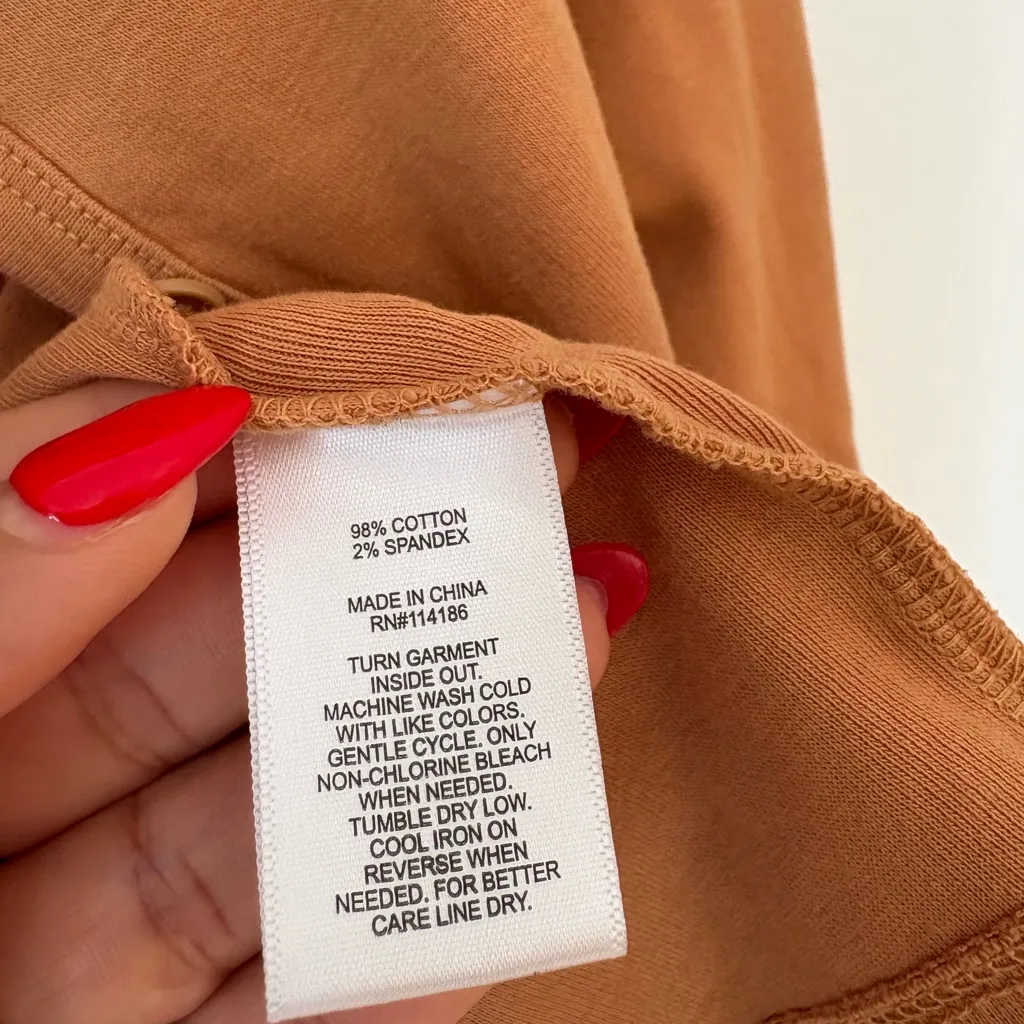 98% COTTON
2% SPANDEX
MADE IN CHINA
RN#114186
TURN GARMENT
INSIDE OUT.
MACHINE WASH COLD
WITH LIKE COLORS.
GENTLE CYCLE. ONLY
NON-CHLORINE BLEACH
WHEN NEEDED.
TUMBLE DRY LOW.
COOL IRON ON
REVERSE WHEN
NEEDED. FOR BETTER
CARE LINE DRY.